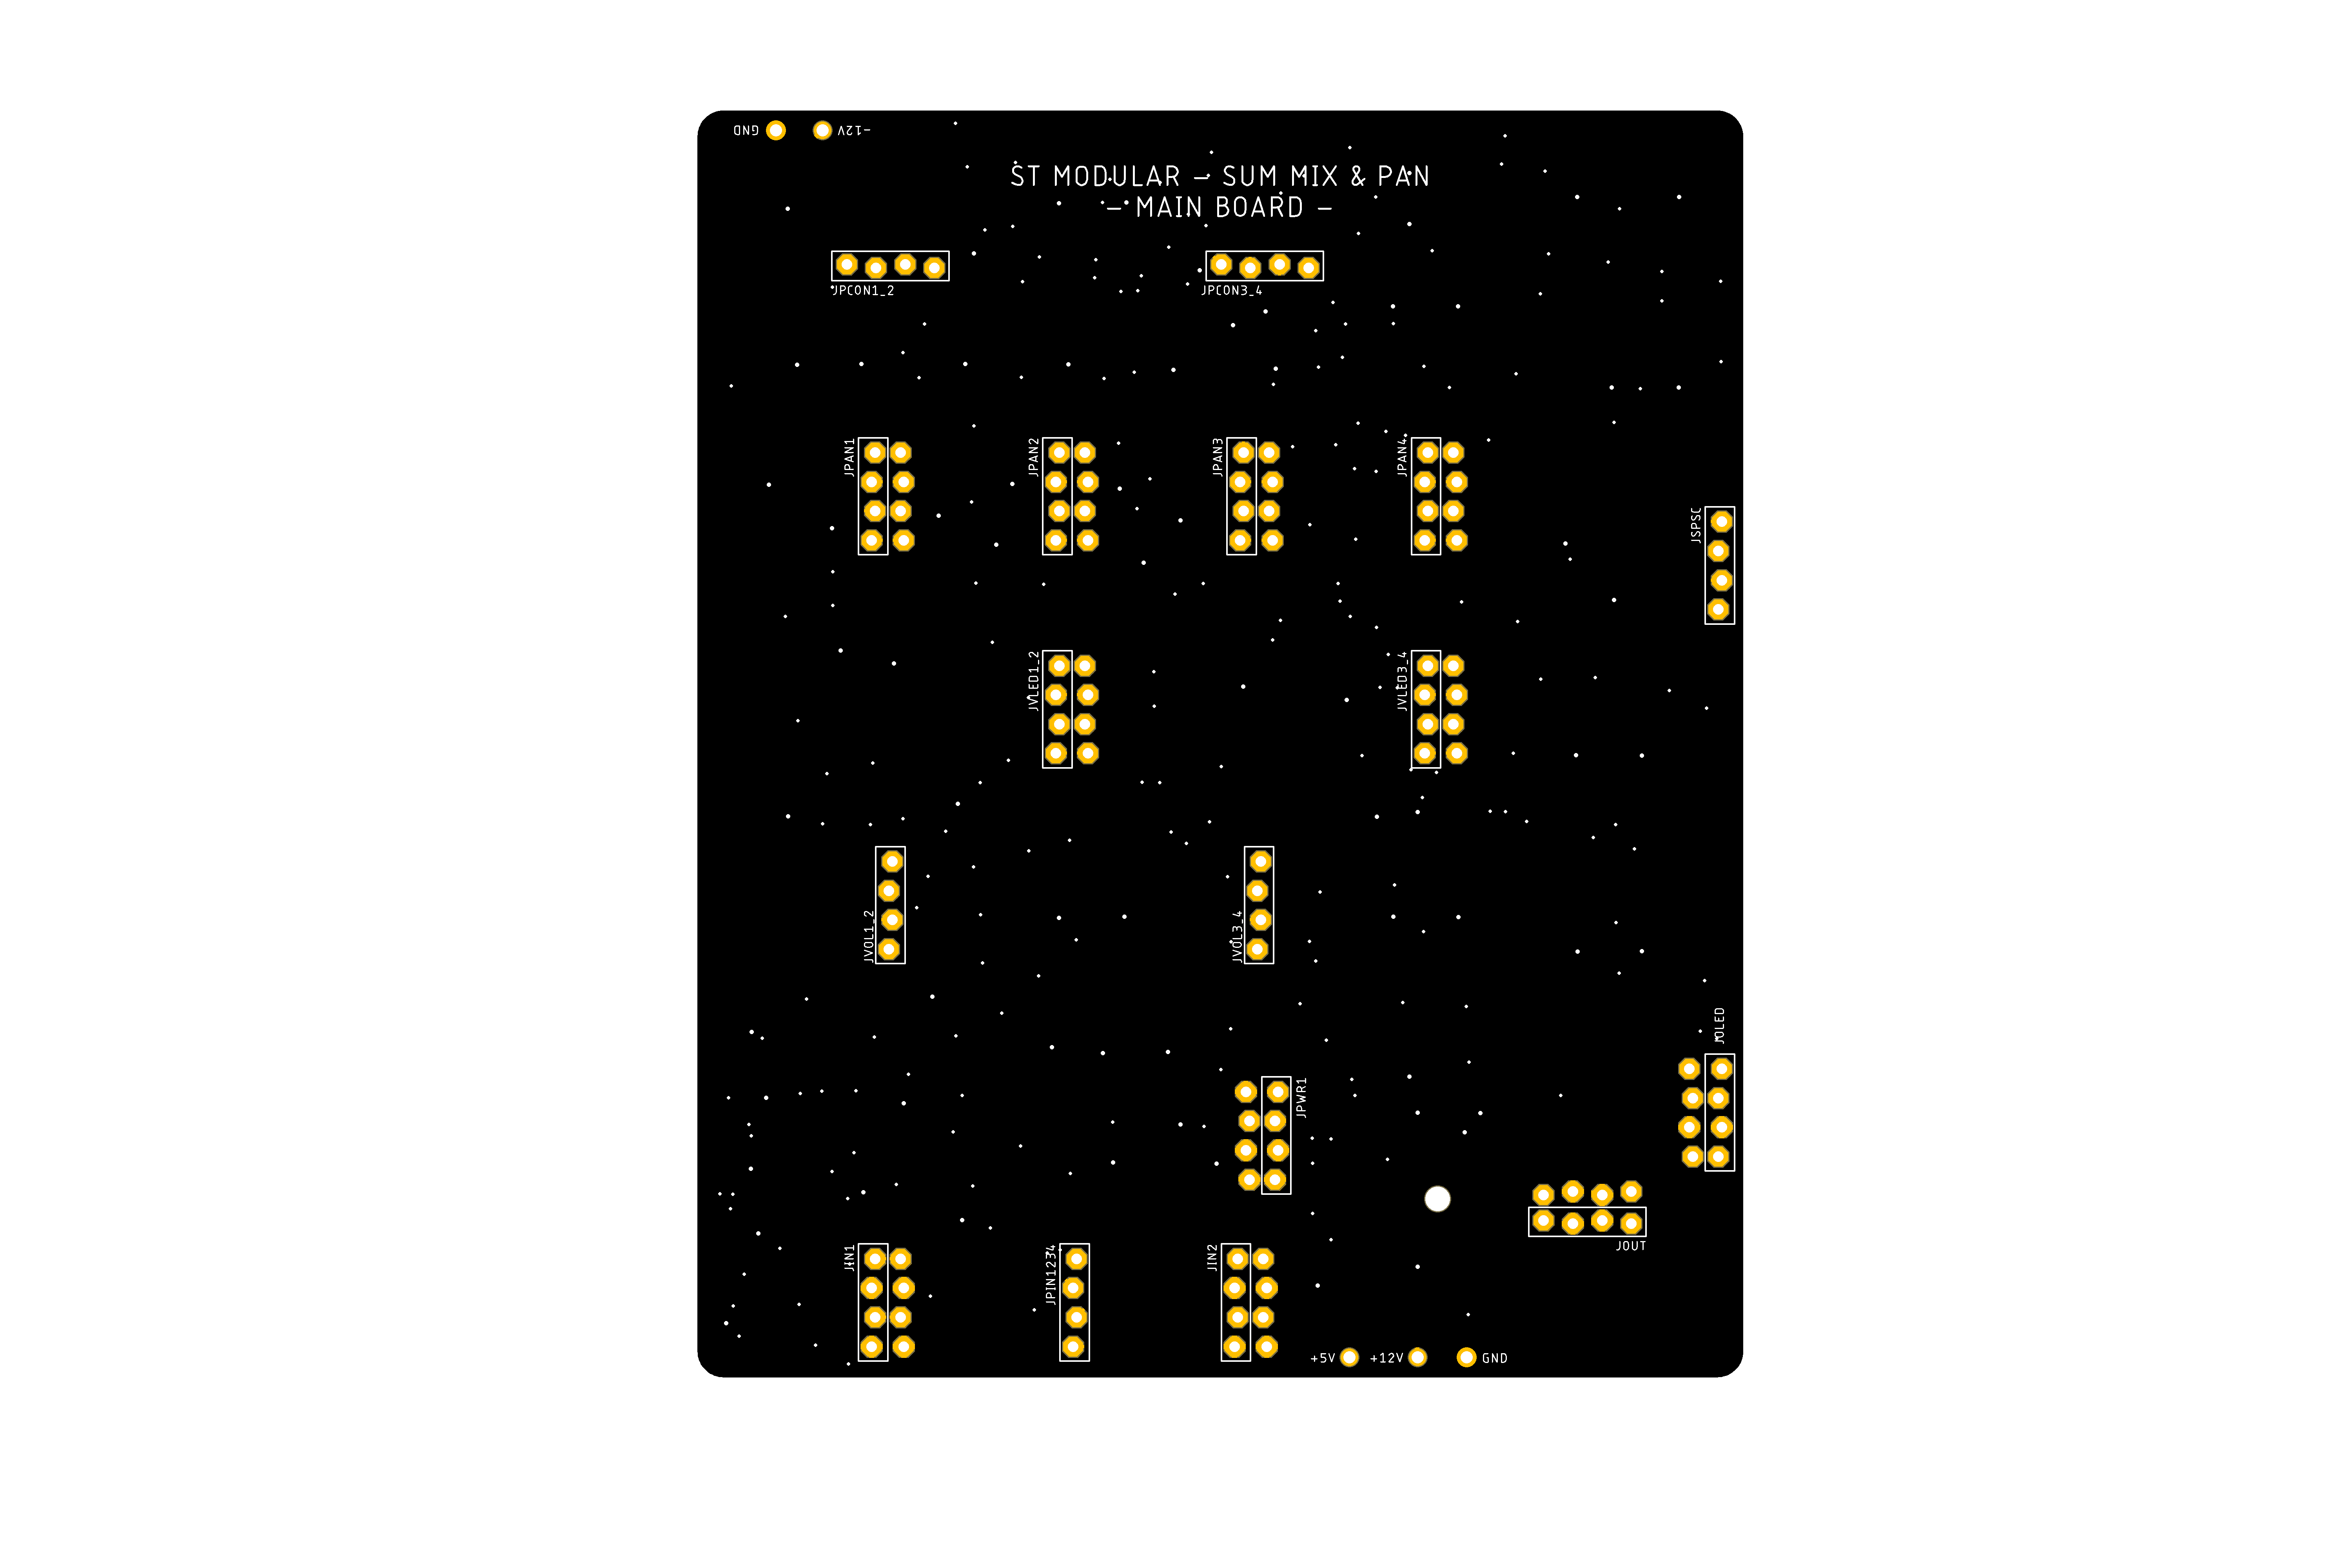 GND
-12V
ST MODULAR - SUM MIX & PAN
- MAIN BOARD -
JPCON1_2
JPCON3_4
JPAN1
JPAN2
JPAN3
JPAN4
JSPSC
JVLED1_2
JVLED3_4
JVOL1_2
JVOL3_4
JOLED
JPWR1
JOUT
JIN1
JPIN1234
JIN2
+5V
+12V
GND